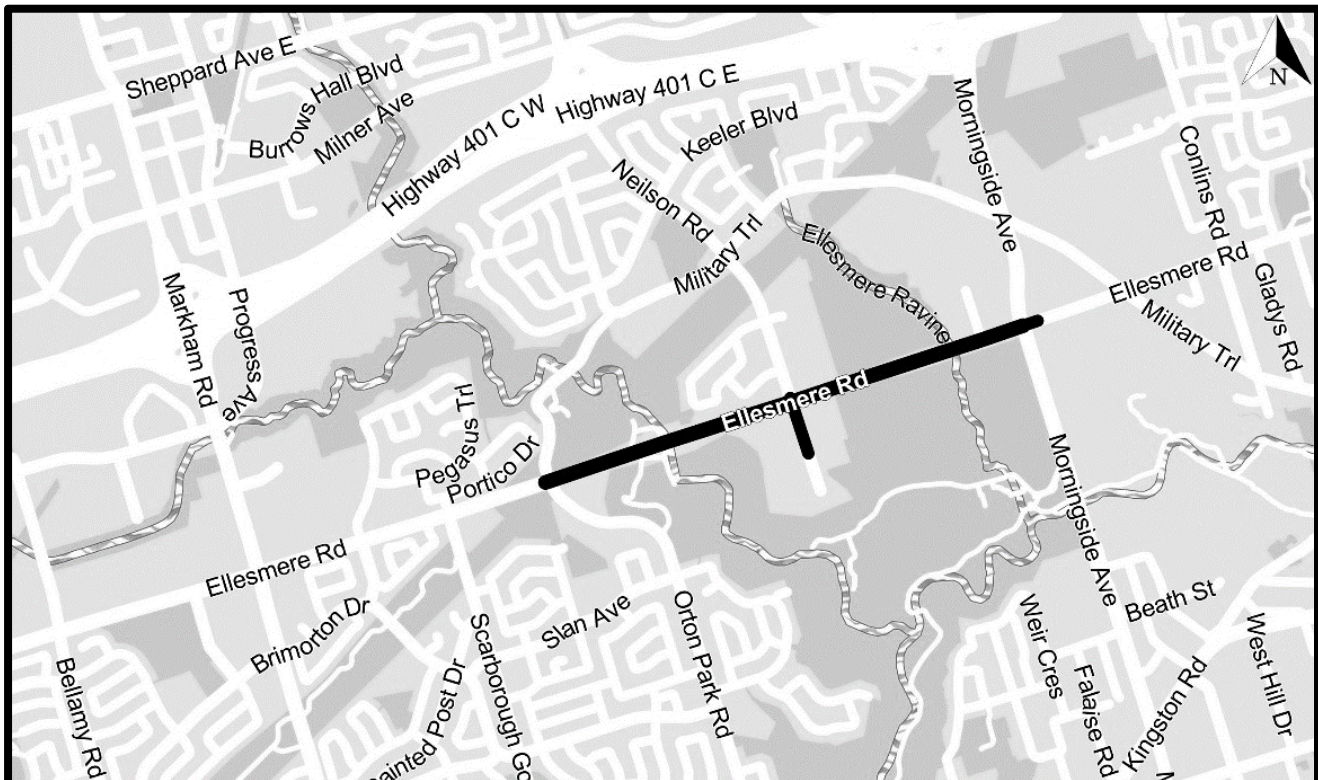 Sheppard Ave E
Burrows Hall Blvd
Milner Ave
Highway 401 C W
Highway 401 C E
Keeler Blvd
Morningside Ave
N
Conlins Rd
Neilson Rd
Military Trl
Ellesmere Ravine
Ellesmere Rd
Gladys Rd
Military Trl
Markham Rd
Progress Ave
Pegasus Trl
Portico Dr
Ellesmere Rd
Morningside Ave
Ellesmere Rd
Brimorton Dr
Slan Ave
Orton Park Rd
Scarborough Go
ainted Post Dr
Bellamy Rd
Weir Cres
Beath St
Falaise Rd
Kingston Rd
West Hill Dr